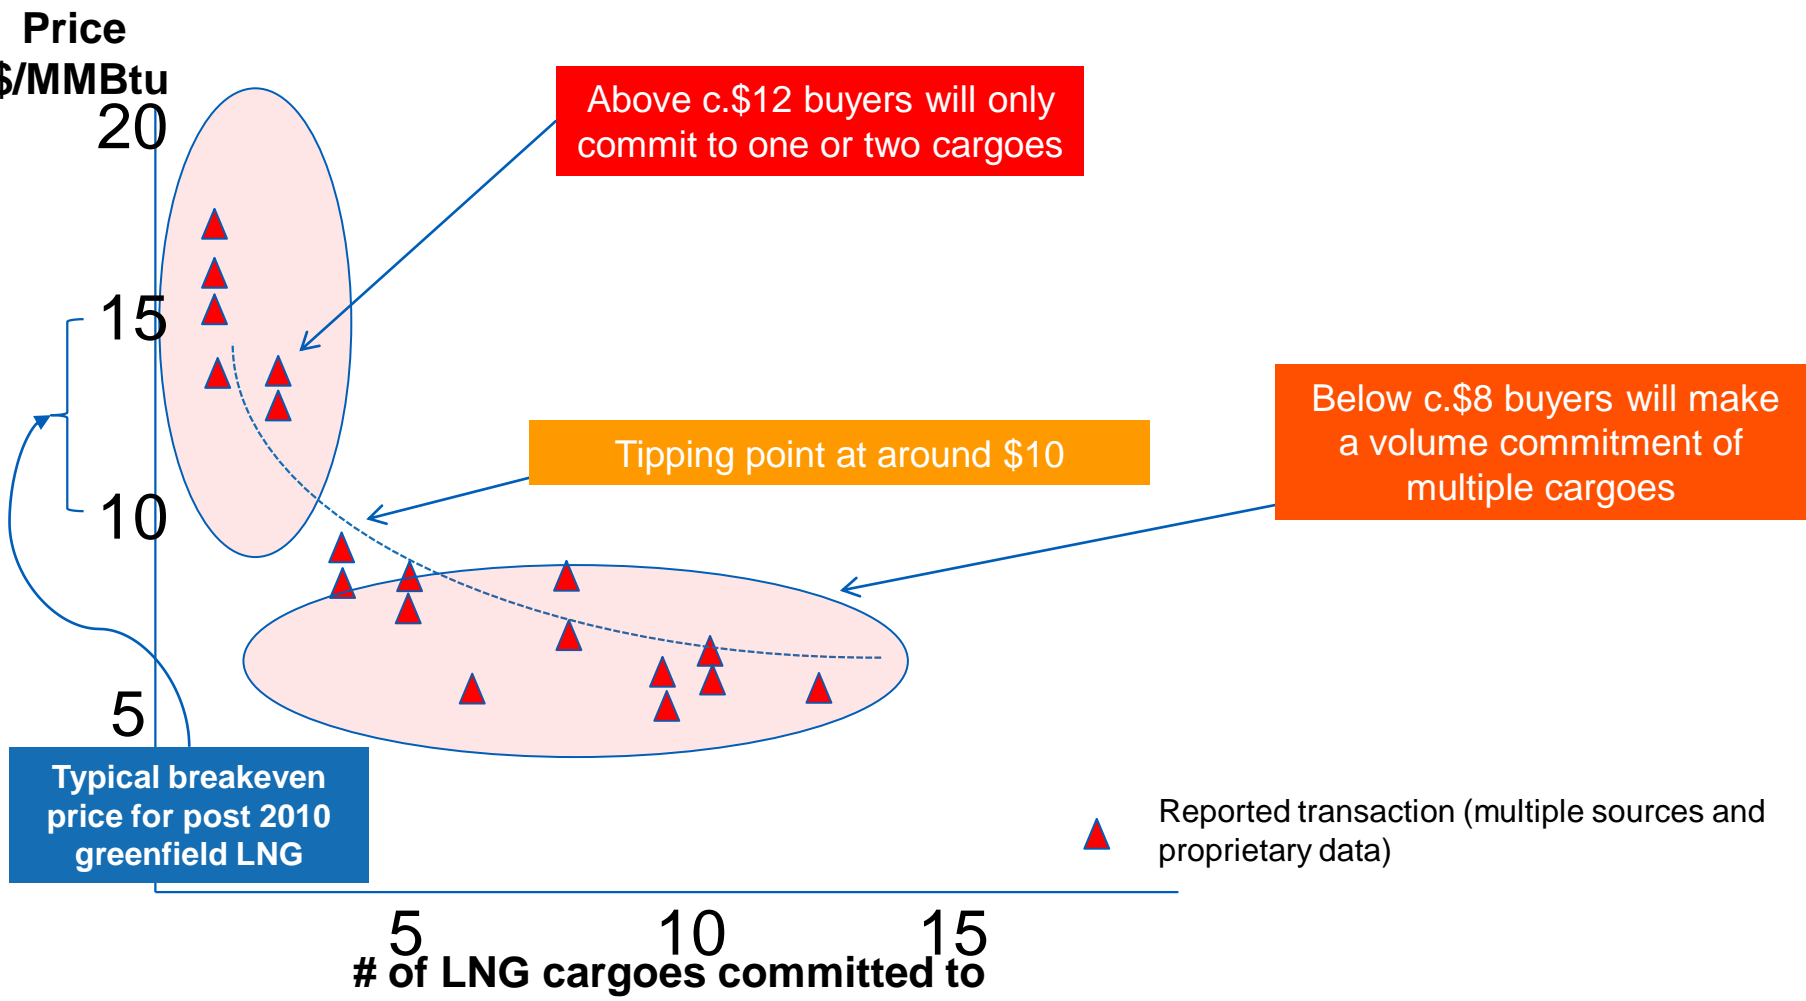 Price
$/MMBtu
20
15
10
5
Above c.$12 buyers will only
commit to one or two cargoes
Tipping point at around $10
Below c.$8 buyers will make
a volume commitment of
multiple cargoes
Typical breakeven
price for post 2010
greenfield LNG
Reported transaction (multiple sources and
proprietary data)
5 10 15
# of LNG cargoes committed to